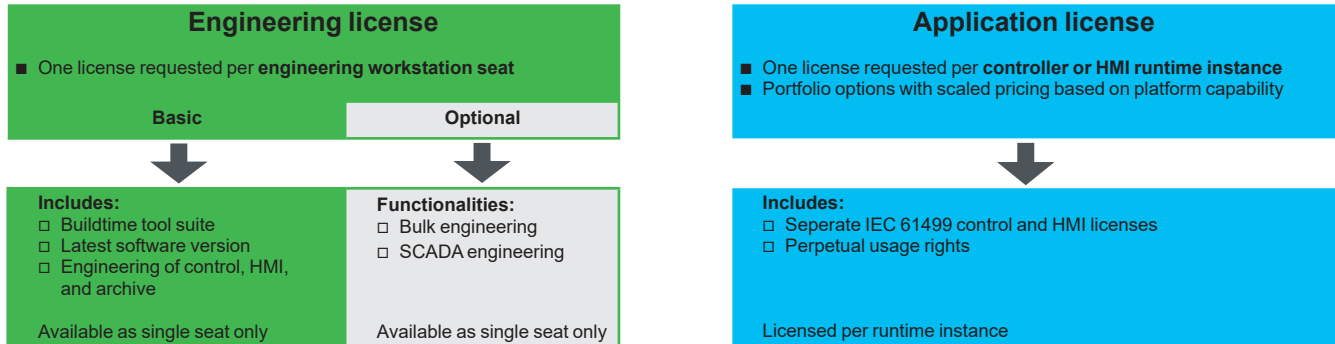 Engineering license
■ One license requested per engineering workstation seat
Basic
Optional
Includes:
□ Buildtime tool suite
□ Latest software version
□ Engineering of control, HMI,
and archive
Available as single seat only
Functionalities:
□ Bulk engineering
□ SCADA engineering
Available as single seat only
Application license
■ One license requested per controller or HMI runtime instance
■ Portfolio options with scaled pricing based on platform capability
Includes:
□ Seperate IEC 61499 control and HMI licenses
□ Perpetual usage rights
Licensed per runtime instance